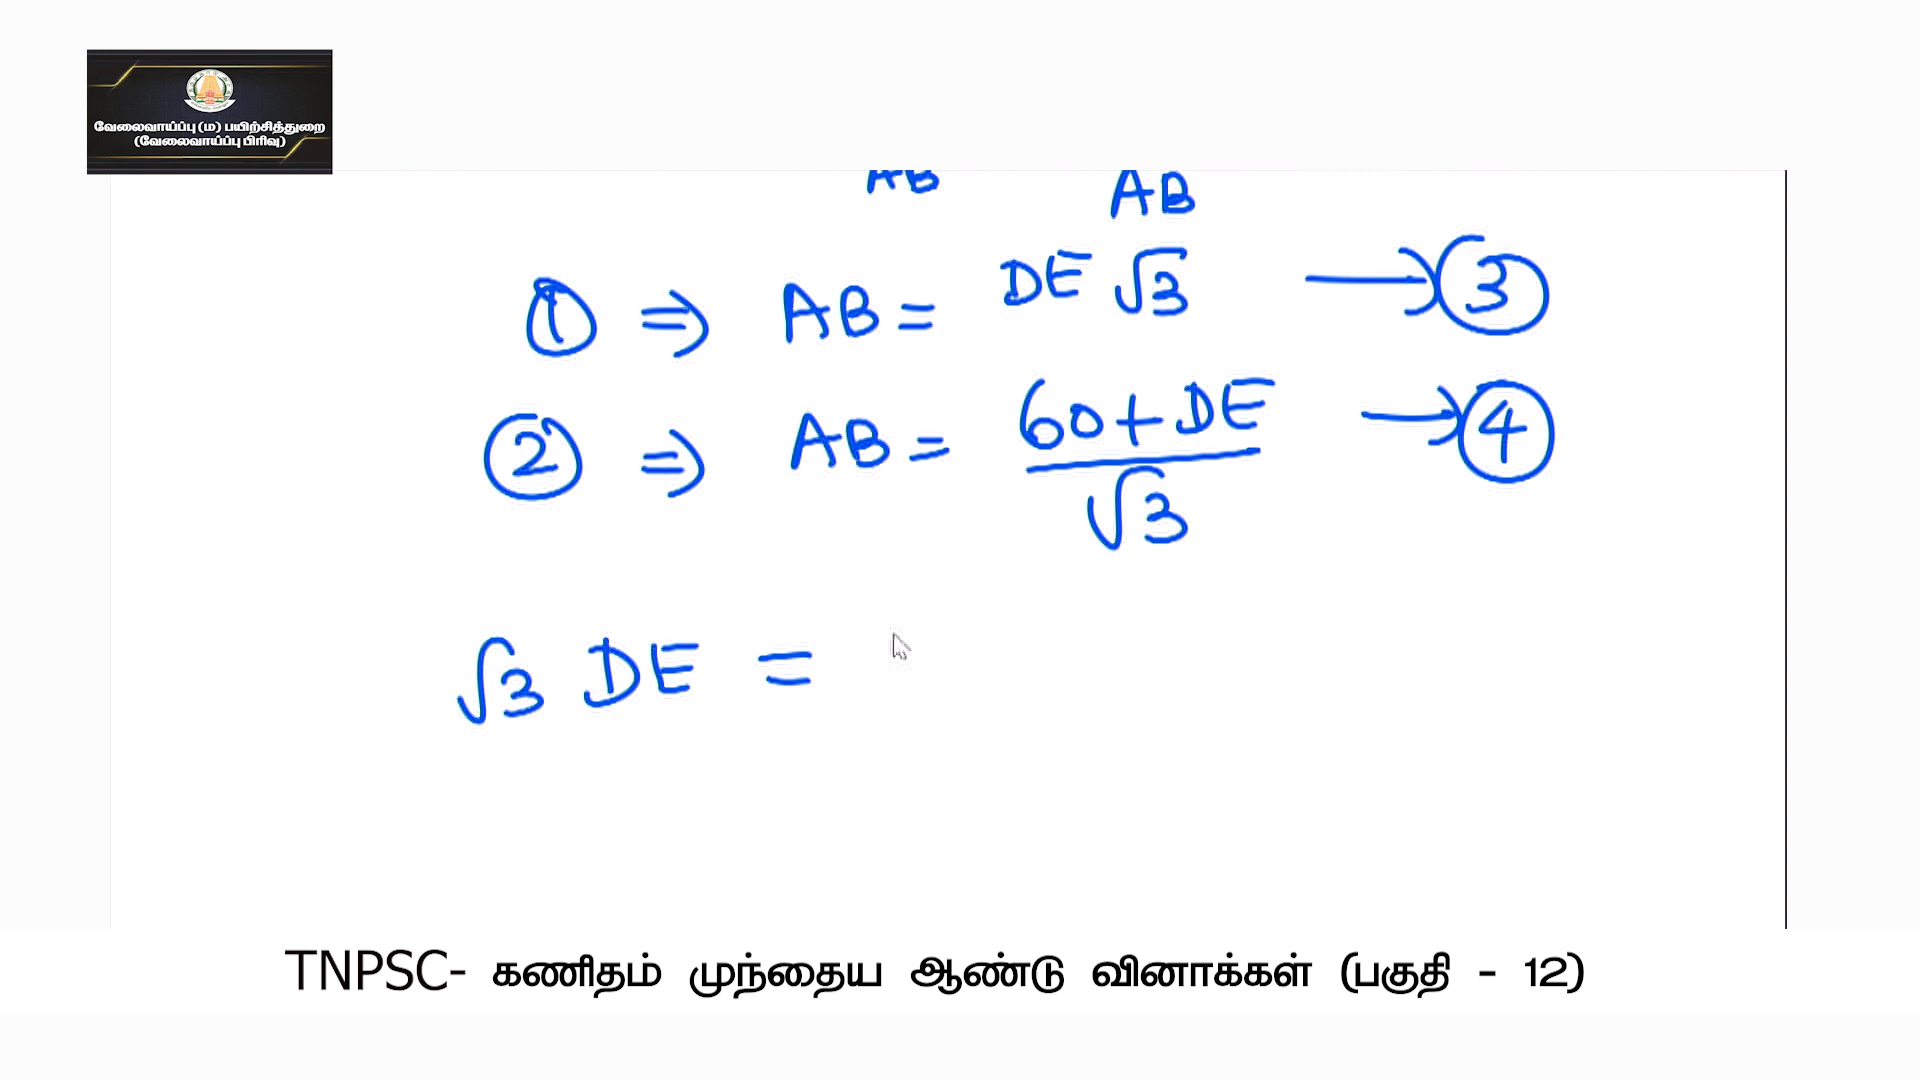 வேலைவாய்ப்பு (ம) பயிற்சித்துறை
(வேலைவாய்ப்பு பிரிவு)
AB AB
① ⇒ AB = DE √3 → ③
② ⇒ AB = (60+DE)/√3 → ④
√3 DE =
TNPSC- கணிதம் முந்தைய ஆண்டு வினாக்கள் (பகுதி - 12)